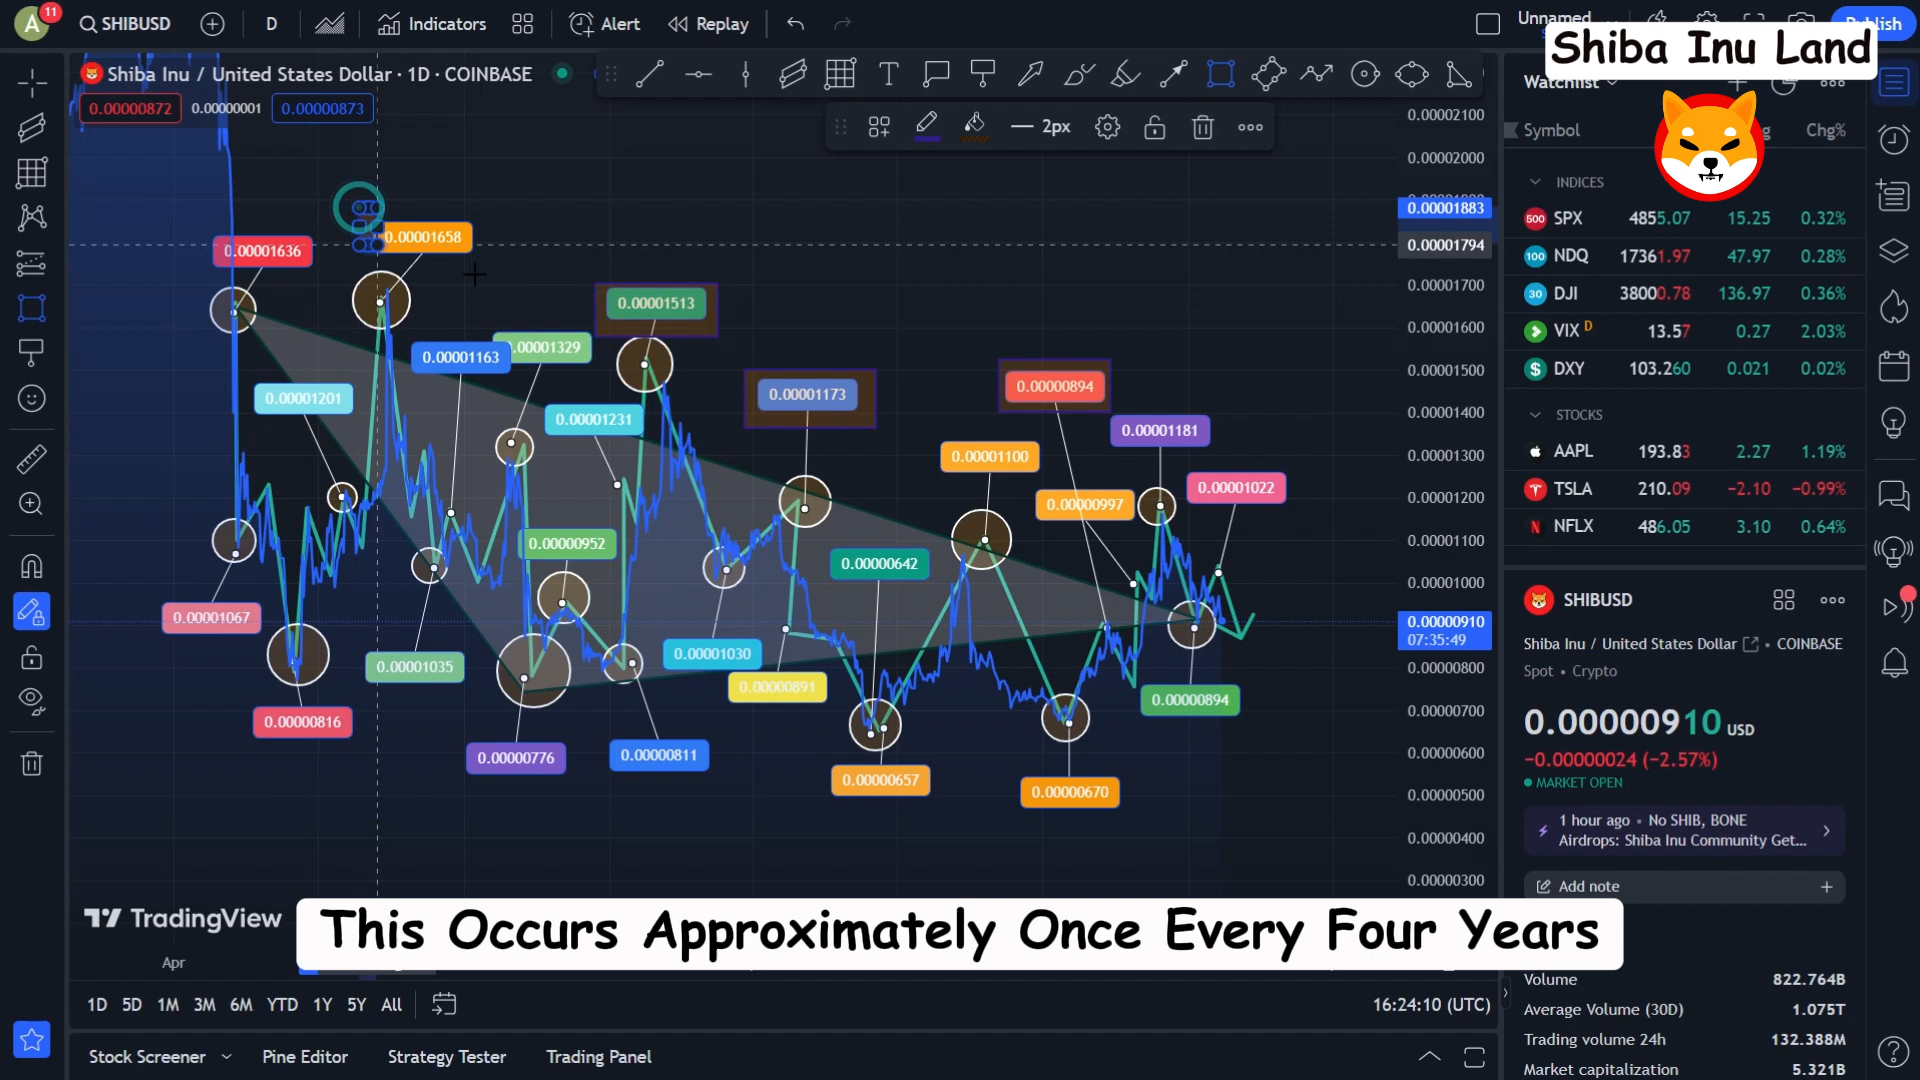 A
11
SHIBUSD
D
Indicators
Alert
Replay
Unnamed
Shiba Inu Land
Shiba Inu / United States Dollar · 1D · COINBASE
0.00000872
0.00000001
0.00000873
2px
Watchlist
Symbol
Chg%
INDICES
500 SPX 4855.07 15.25 0.32%
100 NDQ 17361.97 47.97 0.28%
30 DJI 38000.78 136.97 0.36%
VIX D 13.57 0.27 2.03%
$ DXY 103.260 0.021 0.02%
STOCKS
AAPL 193.83 2.27 1.19%
TSLA 210.09 −2.10 −0.99%
N NFLX 486.05 3.10 0.64%
0.00002100
0.00002000
0.00001883
0.00001794
0.00001700
0.00001600
0.00001500
0.00001400
0.00001300
0.00001200
0.00001100
0.00001000
0.00000910
07:35:49
0.00000800
0.00000700
0.00000600
0.00000500
0.00000400
0.00000300
0.00001636
0.00001658
0.00001513
0.00001329
0.00001163
0.00001201
0.00001231
0.00001173
0.00000894
0.00001181
0.00001100
0.00001022
0.00000997
0.00000952
0.00000642
0.00001067
0.00001035
0.00001030
0.00000891
0.00000894
0.00000816
0.00000776
0.00000811
0.00000657
0.00000670
SHIBUSD
Shiba Inu / United States Dollar • COINBASE
Spot • Crypto
0.00000910 USD
−0.00000024 (−2.57%)
MARKET OPEN
1 hour ago • No SHIB, BONE
Airdrops: Shiba Inu Community Get...
Add note
TradingView
This Occurs Approximately Once Every Four Years
Apr
Volume 822.764B
Average Volume (30D) 1.075T
Trading volume 24h 132.388M
Market capitalization 5.321B
1D 5D 1M 3M 6M YTD 1Y 5Y All
16:24:10 (UTC)
Stock Screener
Pine Editor
Strategy Tester
Trading Panel